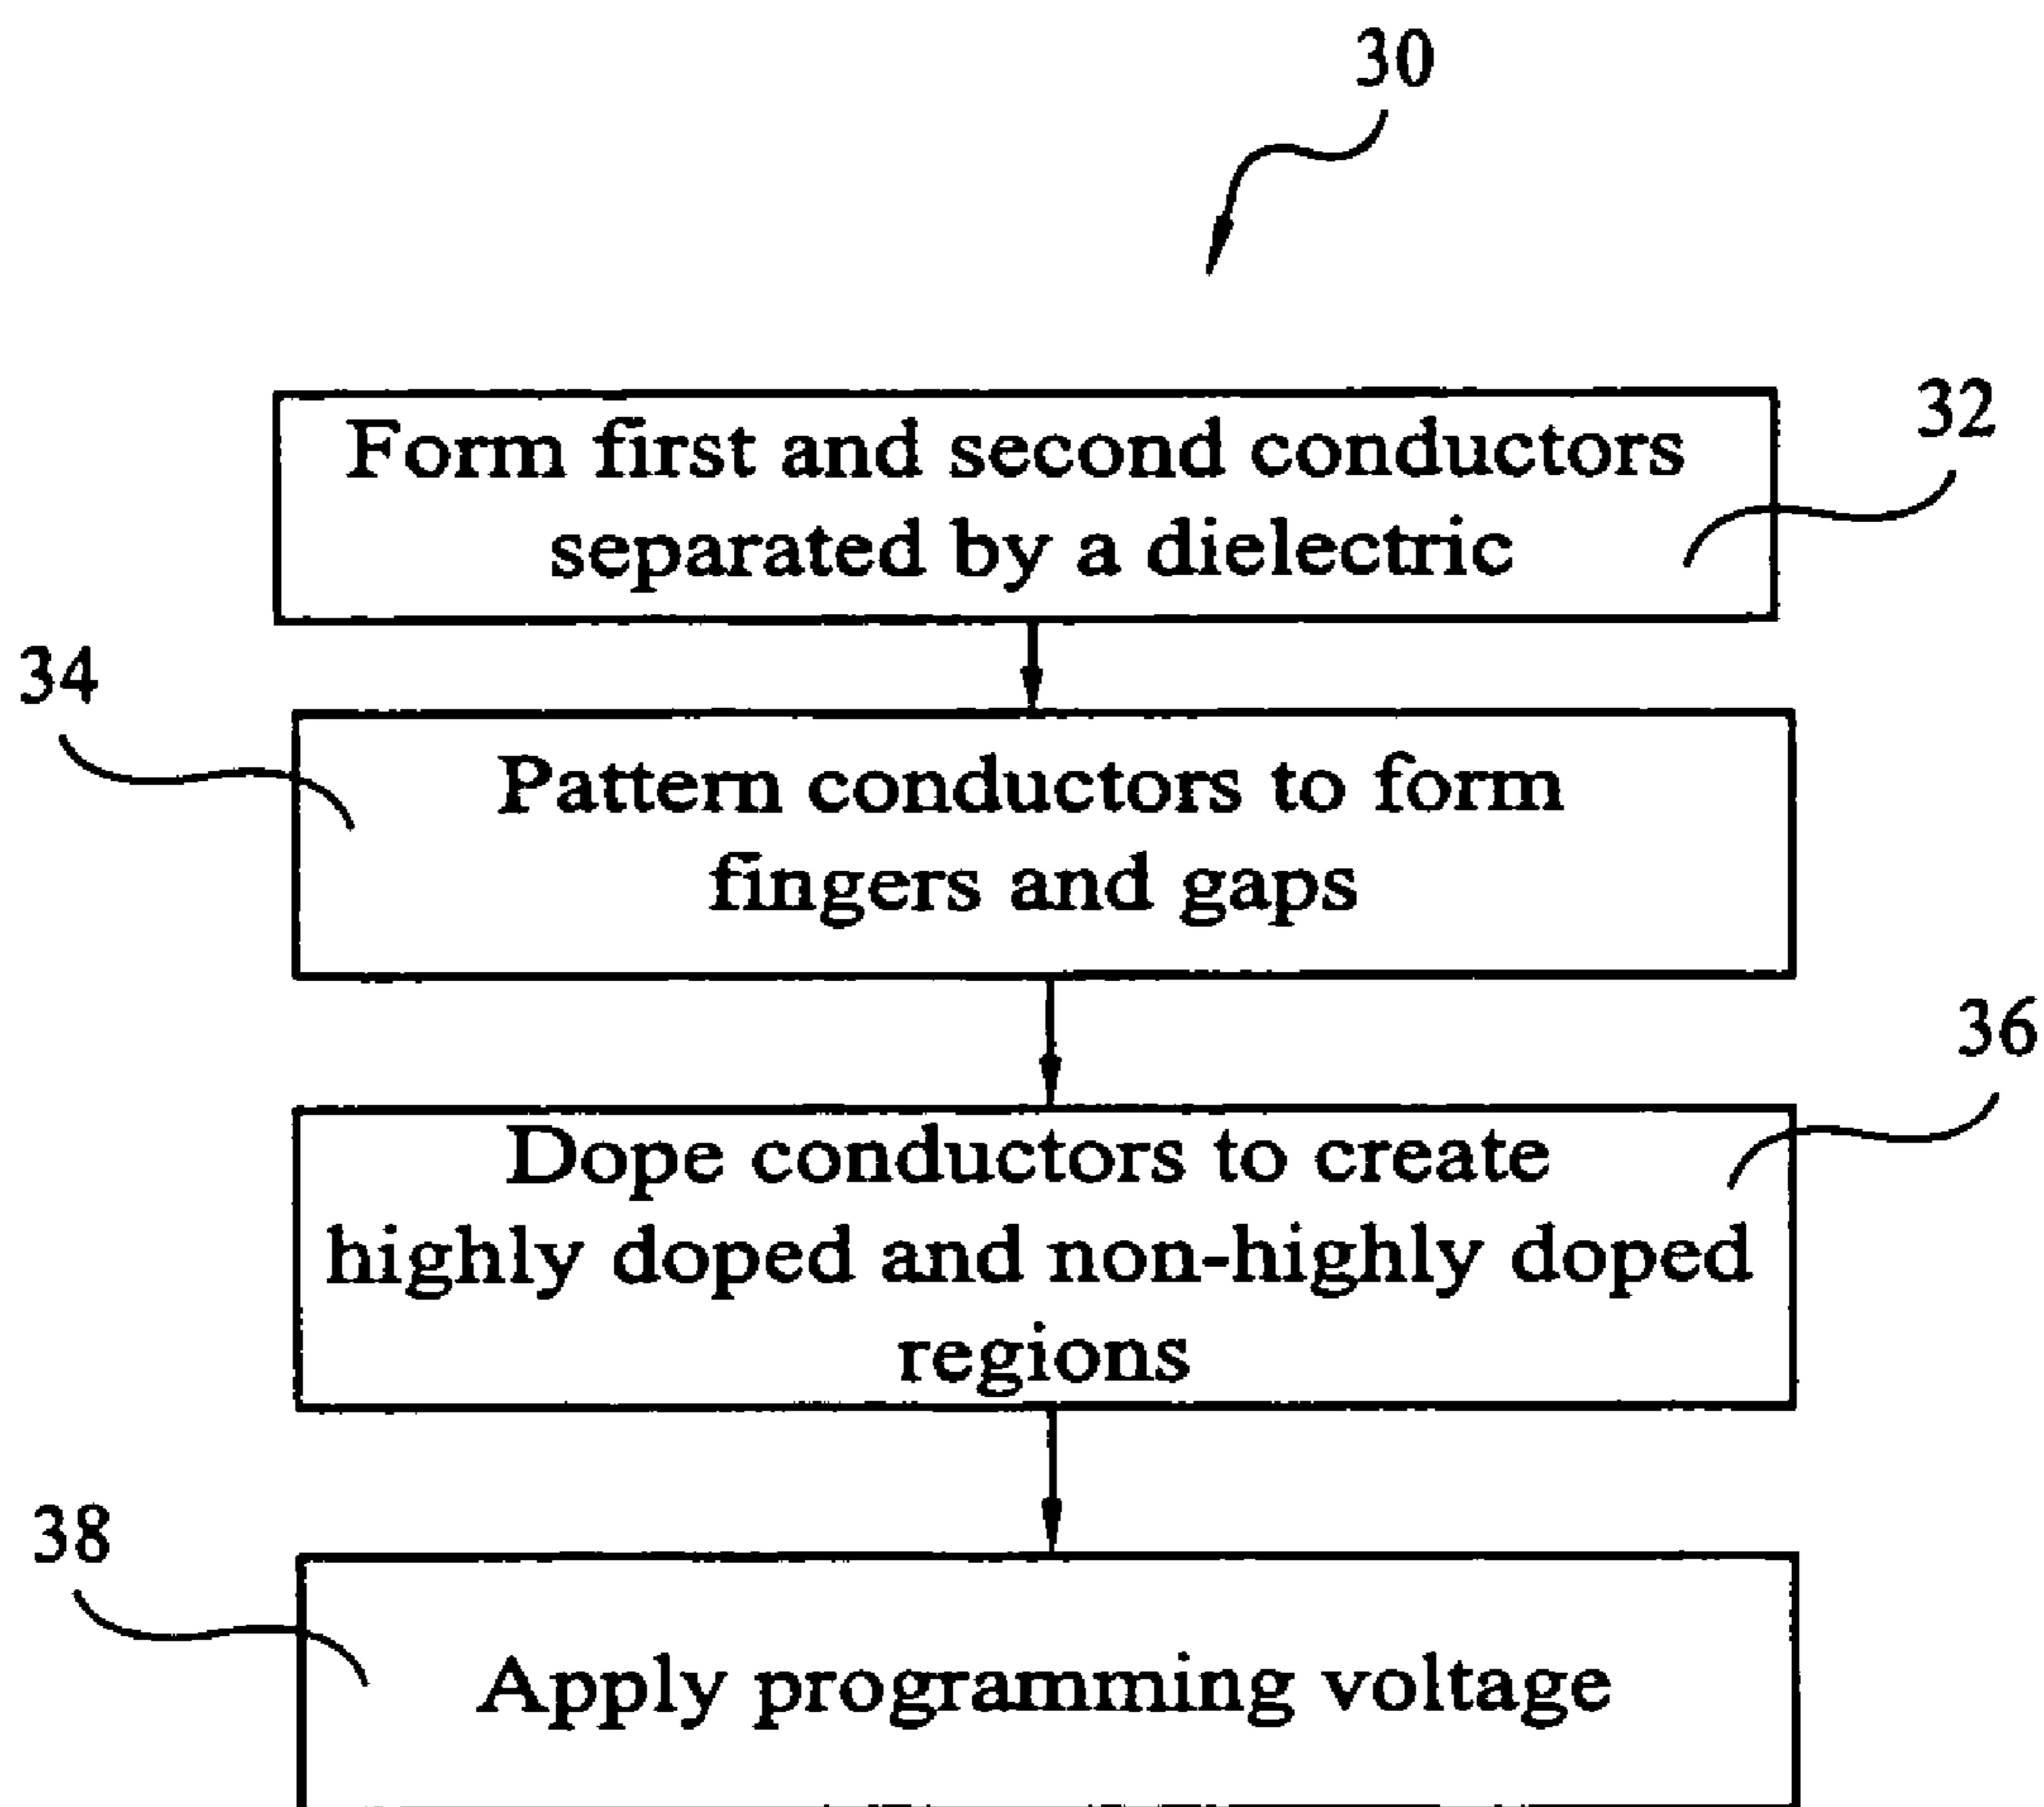 30
Form first and second conductors
separated by a dielectric
32
34
Pattern conductors to form
fingers and gaps
36
Dope conductors to create
highly doped and non-highly doped
regions
38
Apply programming voltage